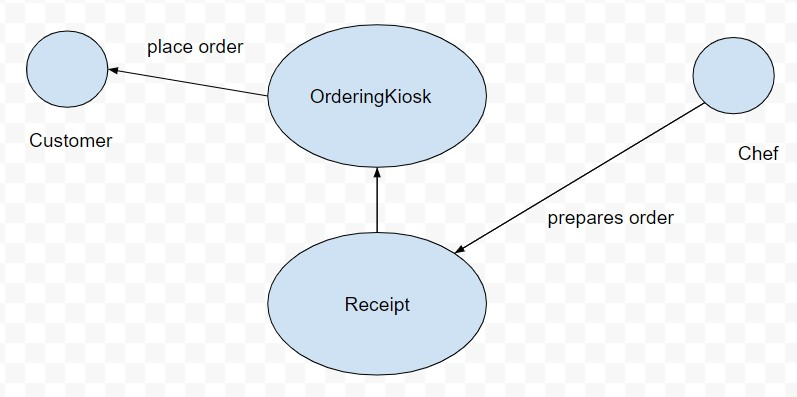 place order
OrderingKiosk
Customer
Chef
prepares order
Receipt